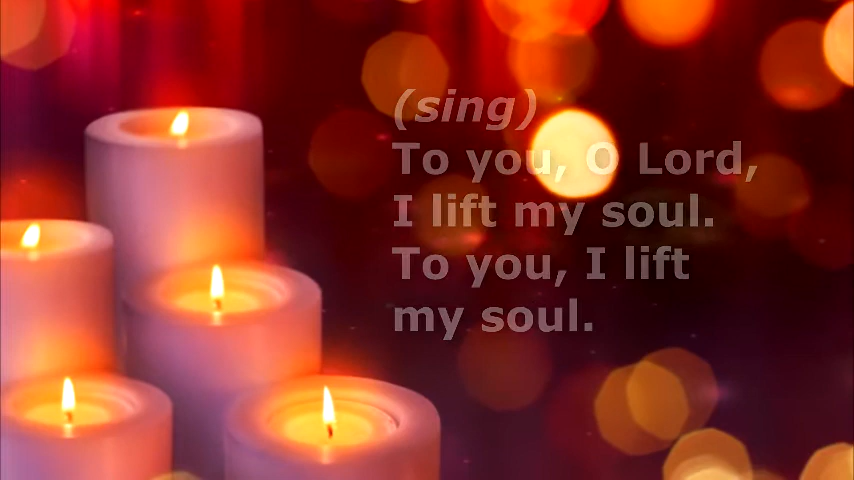 (sing)
To you, O Lord,
I lift my soul.
To you, I lift
my soul.